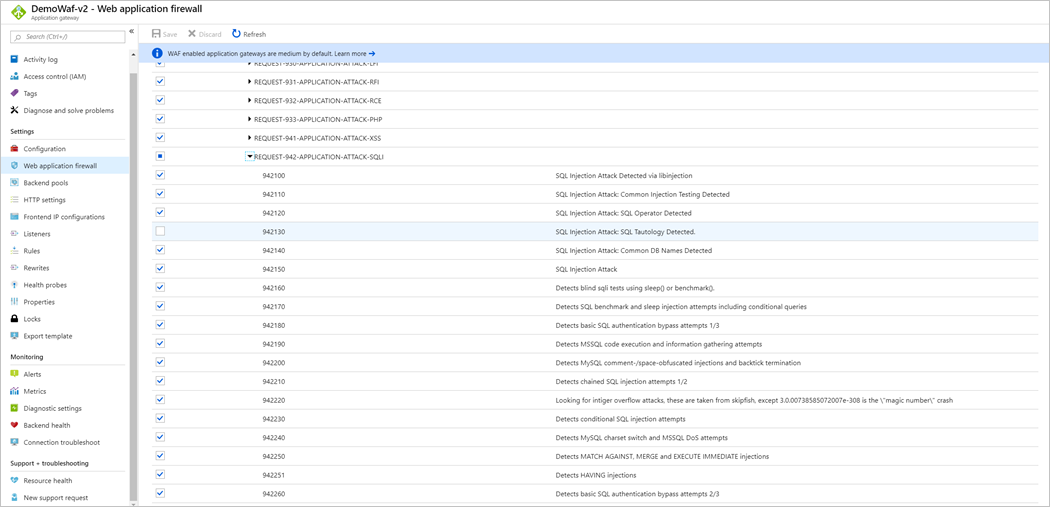 DemoWaf-v2 - Web application firewall
Application gateway
Search (Ctrl+/)
«
Activity log
Access control (IAM)
Tags
Diagnose and solve problems
Settings
Configuration
Web application firewall
Backend pools
HTTP settings
Frontend IP configurations
Listeners
Rules
Rewrites
Health probes
Properties
Locks
Export template
Monitoring
Alerts
Metrics
Diagnostic settings
Backend health
Connection troubleshoot
Support + troubleshooting
Resource health
New support request
Save Discard Refresh
WAF enabled application gateways are medium by default. Learn more →
REQUEST-930-APPLICATION-ATTACK-LFI
REQUEST-931-APPLICATION-ATTACK-RFI
REQUEST-932-APPLICATION-ATTACK-RCE
REQUEST-933-APPLICATION-ATTACK-PHP
REQUEST-941-APPLICATION-ATTACK-XSS
REQUEST-942-APPLICATION-ATTACK-SQLI
942100 SQL Injection Attack Detected via libinjection
942110 SQL Injection Attack: Common Injection Testing Detected
942120 SQL Injection Attack: SQL Operator Detected
942130 SQL Injection Attack: SQL Tautology Detected.
942140 SQL Injection Attack: Common DB Names Detected
942150 SQL Injection Attack
942160 Detects blind sqli tests using sleep() or benchmark().
942170 Detects SQL benchmark and sleep injection attempts including conditional queries
942180 Detects basic SQL authentication bypass attempts 1/3
942190 Detects MSSQL code execution and information gathering attempts
942200 Detects MySQL comment-/space-obfuscated injections and backtick termination
942210 Detects chained SQL injection attempts 1/2
942220 Looking for intiger overflow attacks, these are taken from skipfish, except 3.0.00738585072007e-308 is the \"magic number\" crash
942230 Detects conditional SQL injection attempts
942240 Detects MySQL charset switch and MSSQL DoS attempts
942250 Detects MATCH AGAINST, MERGE and EXECUTE IMMEDIATE injections
942251 Detects HAVING injections
942260 Detects basic SQL authentication bypass attempts 2/3